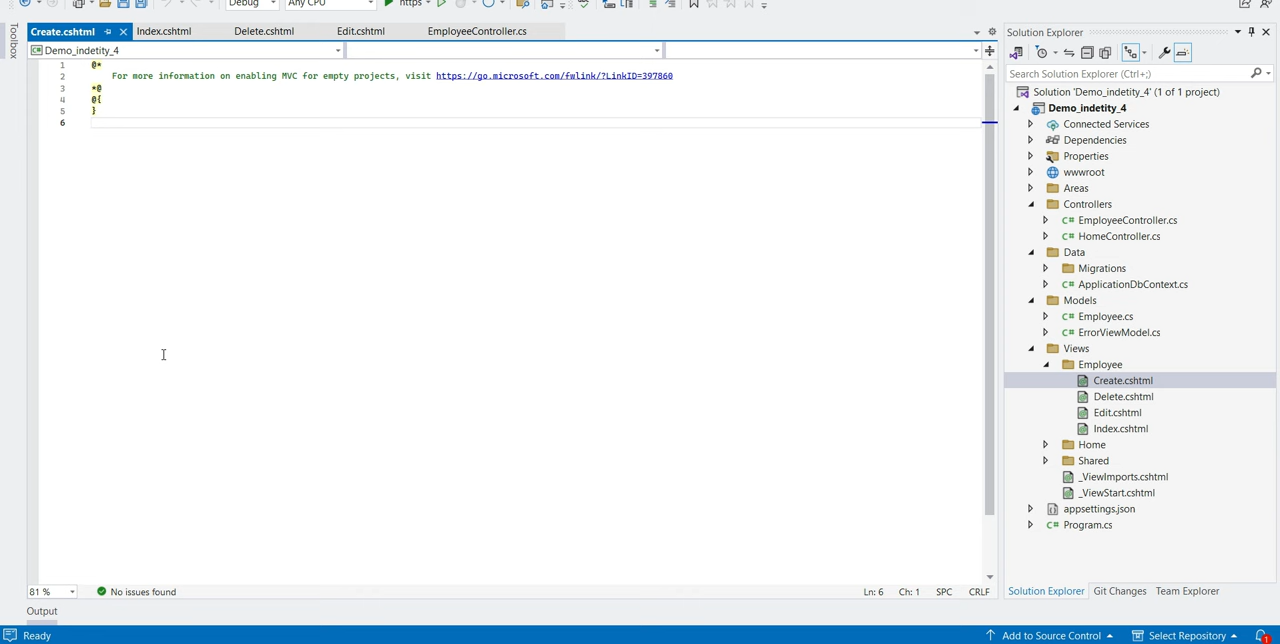 Debug
Any CPU
https
Create.cshtml
Index.cshtml
Delete.cshtml
Edit.cshtml
EmployeeController.cs
Toolbox
Demo_indetity_4
1 @*
2 For more information on enabling MVC for empty projects, visit https://go.microsoft.com/fwlink/?LinkID=397860
3 *@
4 @{
5 }
6
81 %
No issues found
Ln: 6
Ch: 1
SPC
CRLF
Output
Solution Explorer
Search Solution Explorer (Ctrl+;)
Solution 'Demo_indetity_4' (1 of 1 project)
Demo_indetity_4
Connected Services
Dependencies
Properties
wwwroot
Areas
Controllers
C# EmployeeController.cs
C# HomeController.cs
Data
Migrations
C# ApplicationDbContext.cs
Models
C# Employee.cs
C# ErrorViewModel.cs
Views
Employee
Create.cshtml
Delete.cshtml
Edit.cshtml
Index.cshtml
Home
Shared
_ViewImports.cshtml
_ViewStart.cshtml
appsettings.json
C# Program.cs
Solution Explorer
Git Changes
Team Explorer
Ready
Add to Source Control
Select Repository
1